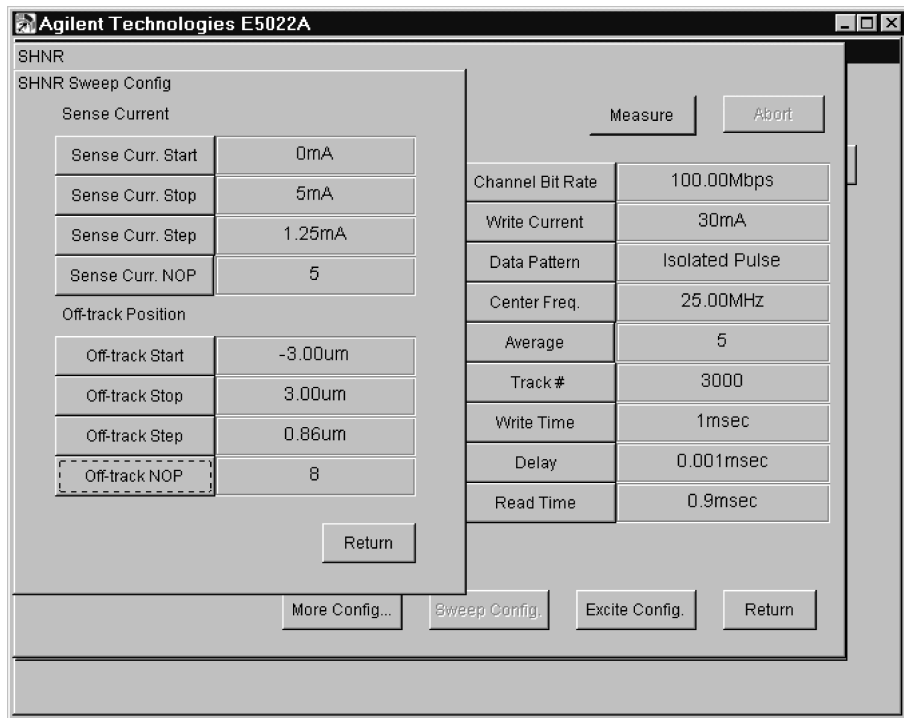 Agilent Technologies E5022A
SHNR
SHNR Sweep Config
Sense Current
Sense Curr. Start 0mA
Sense Curr. Stop 5mA
Sense Curr. Step 1.25mA
Sense Curr. NOP 5
Off-track Position
Off-track Start -3.00um
Off-track Stop 3.00um
Off-track Step 0.86um
Off-track NOP 8
Return
Measure Abort
Channel Bit Rate 100.00Mbps
Write Current 30mA
Data Pattern Isolated Pulse
Center Freq. 25.00MHz
Average 5
Track # 3000
Write Time 1msec
Delay 0.001msec
Read Time 0.9msec
More Config... Sweep Config. Excite Config. Return